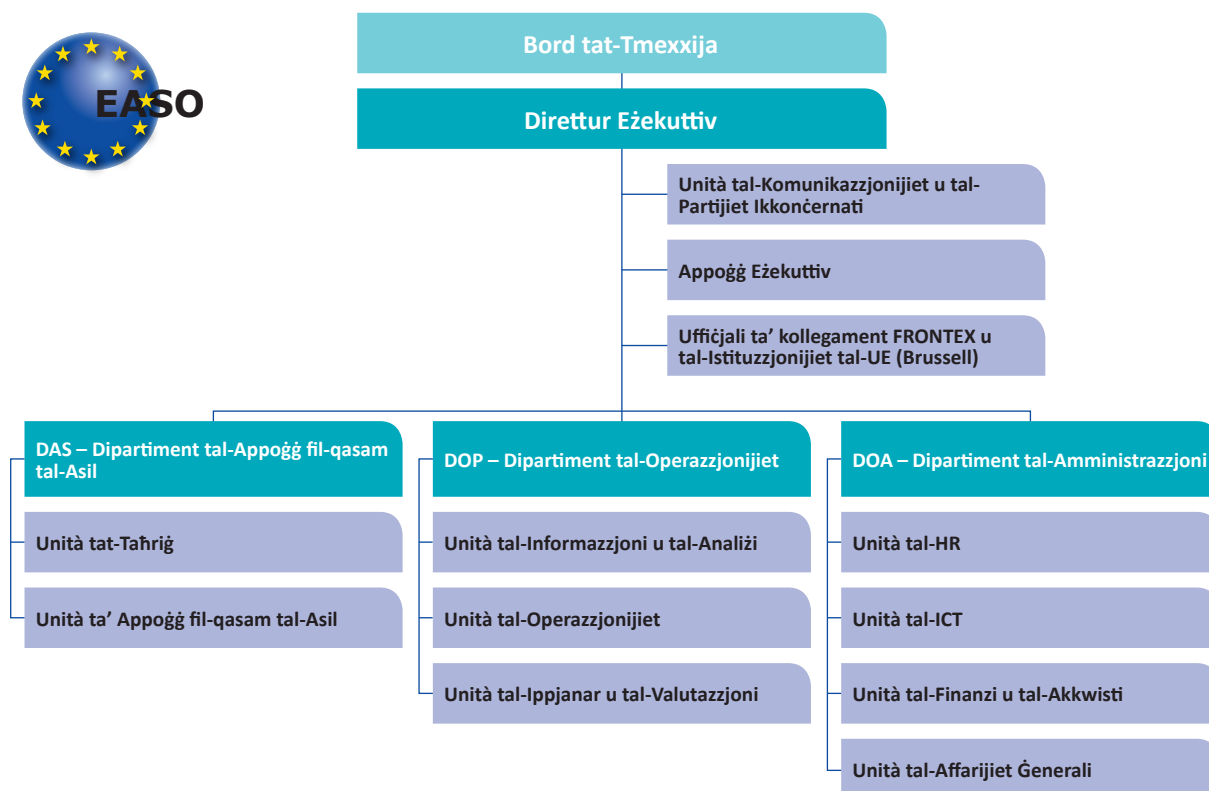 EASO
Bord tat-Tmexxija
Direttur Eżekuttiv
Unità tal-Komunikazzjonijiet u tal-
Partijiet Ikkonċernati
Appoġġ Eżekuttiv
Uffiċjali ta’ kollegament FRONTEX u
tal-Istituzzjonijiet tal-UE (Brussell)
DAS – Dipartiment tal-Appoġġ fil-qasam
tal-Asil
Unità tat-Taħriġ
Unità ta’ Appoġġ fil-qasam tal-Asil
DOP – Dipartiment tal-Operazzjonijiet
Unità tal-Informazzjoni u tal-Analiżi
Unità tal-Operazzjonijiet
Unità tal-Ippjanar u tal-Valutazzjoni
DOA – Dipartiment tal-Amministrazzjoni
Unità tal-HR
Unità tal-ICT
Unità tal-Finanzi u tal-Akkwisti
Unità tal-Affarijiet Ġenerali